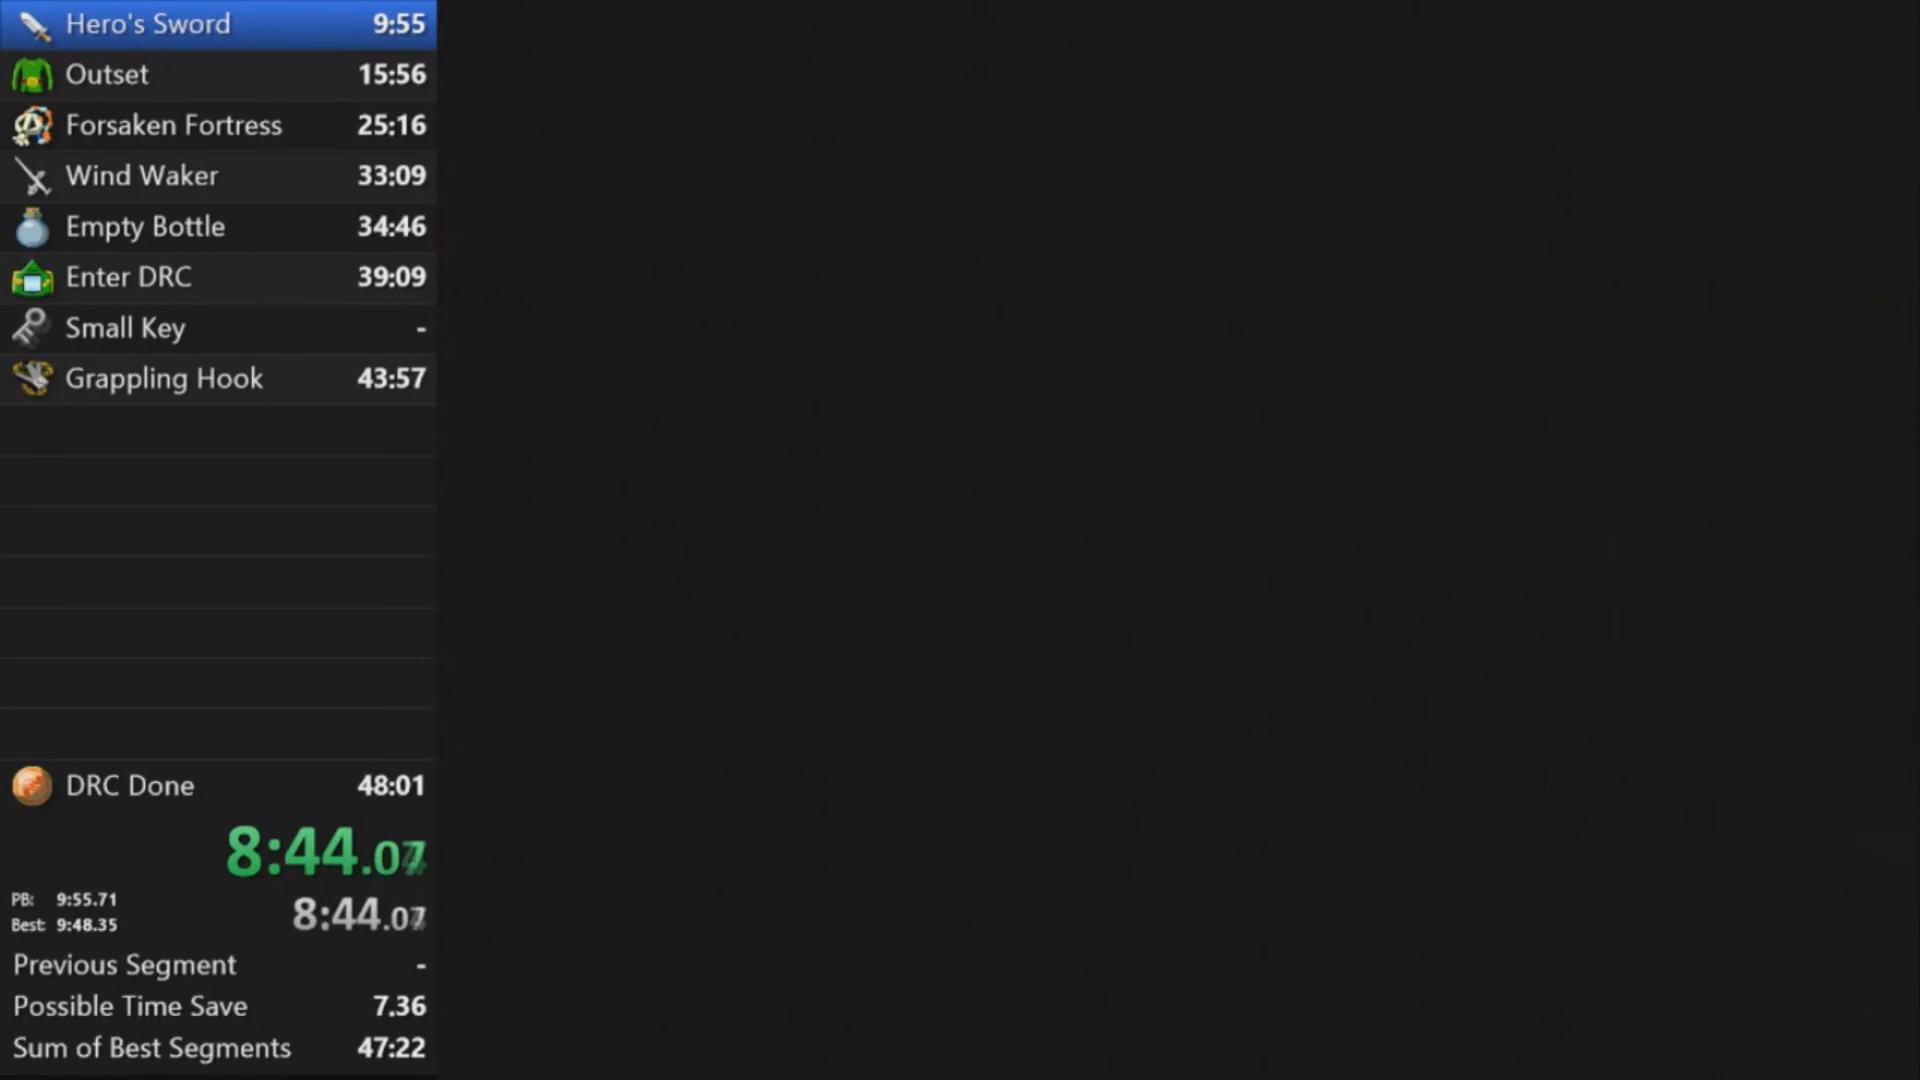 Hero's Sword 9:55
Outset 15:56
Forsaken Fortress 25:16
Wind Waker 33:09
Empty Bottle 34:46
Enter DRC 39:09
Small Key -
Grappling Hook 43:57
DRC Done 48:01
8:44.07
PB: 9:55.71
Best: 9:48.35
8:44.07
Previous Segment -
Possible Time Save 7.36
Sum of Best Segments 47:22